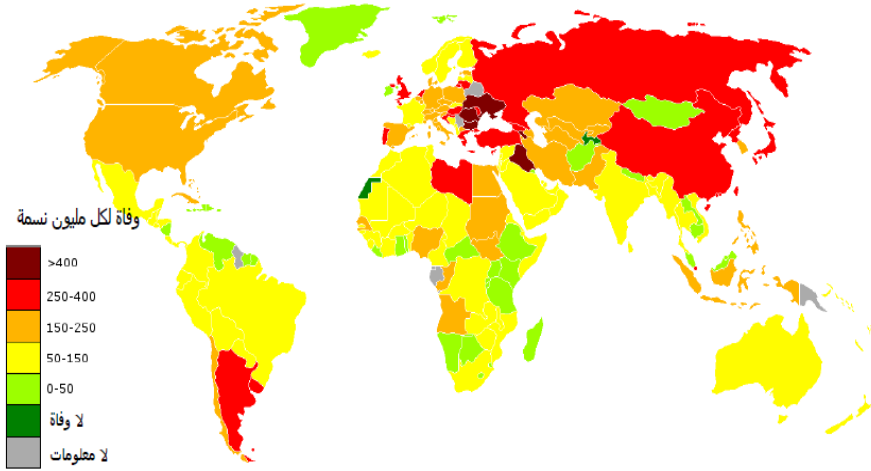 وفاة لكل مليون نسمة
>400
250-400
150-250
50-150
0-50
لا وفاة
لا معلومات